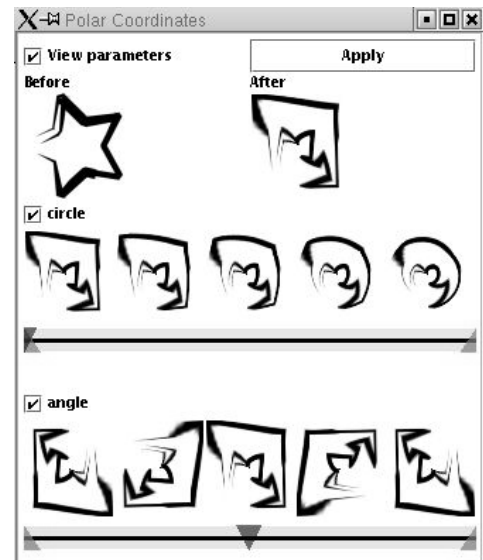 Polar Coordinates
View parameters
Apply
Before
After
circle
angle